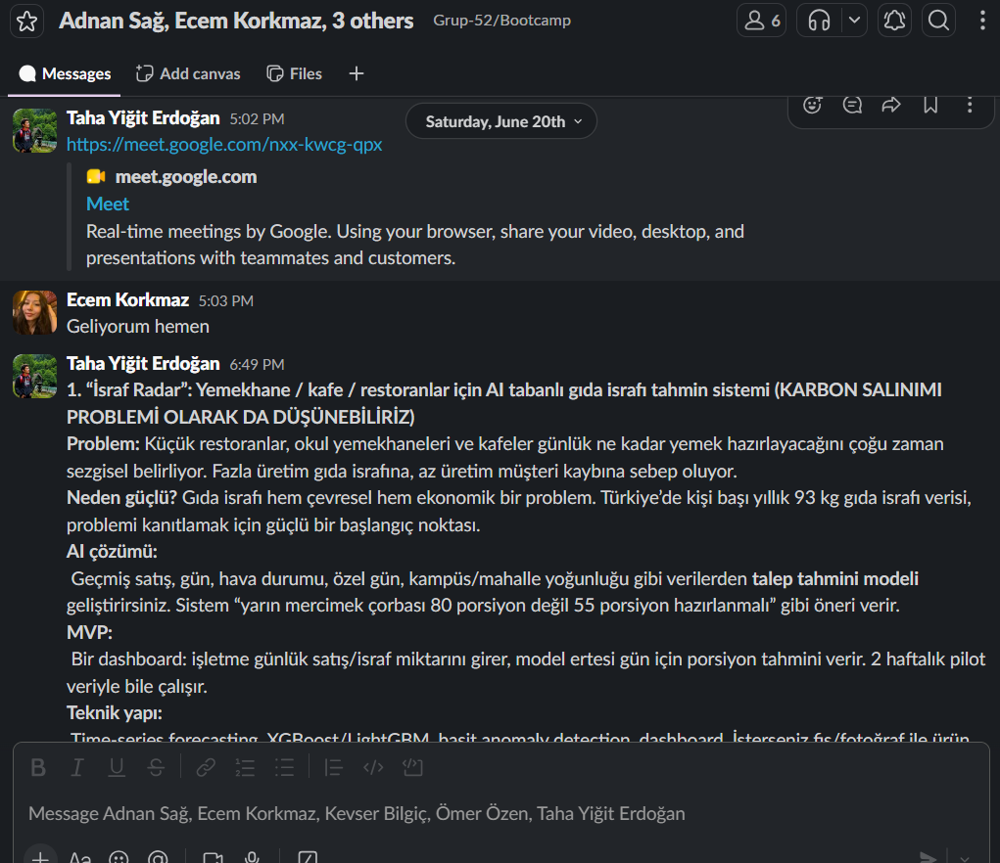 Adnan Sağ, Ecem Korkmaz, 3 others Grup-52/Bootcamp 6
Messages Add canvas Files
Taha Yiğit Erdoğan 5:02 PM
Saturday, June 20th
https://meet.google.com/nxx-kwcg-qpx
meet.google.com
Meet
Real-time meetings by Google. Using your browser, share your video, desktop, and
presentations with teammates and customers.
Ecem Korkmaz 5:03 PM
Geliyorum hemen
Taha Yiğit Erdoğan 6:49 PM
1. “İsraf Radar”: Yemekhane / kafe / restoranlar için AI tabanlı gıda israfı tahmin sistemi (KARBON SALINIMI
PROBLEMİ OLARAK DA DÜŞÜNEBİLİRİZ)
Problem: Küçük restoranlar, okul yemekhaneleri ve kafeler günlük ne kadar yemek hazırlayacağını çoğu zaman
sezgisel belirliyor. Fazla üretim gıda israfına, az üretim müşteri kaybına sebep oluyor.
Neden güçlü? Gıda israfı hem çevresel hem ekonomik bir problem. Türkiye’de kişi başı yıllık 93 kg gıda israfı verisi,
problemi kanıtlamak için güçlü bir başlangıç noktası.
AI çözümü:
Geçmiş satış, gün, hava durumu, özel gün, kampüs/mahalle yoğunluğu gibi verilerden talep tahmini modeli
geliştirirsiniz. Sistem “yarın mercimek çorbası 80 porsiyon değil 55 porsiyon hazırlanmalı” gibi öneri verir.
MVP:
Bir dashboard: işletme günlük satış/israf miktarını girer, model ertesi gün için porsiyon tahmini verir. 2 haftalık pilot
veriyle bile çalışır.
Teknik yapı:
Time-series forecasting, XGBoost/LightGBM, basit anomaly detection, dashboard. İsterseniz fiş/fotoğraf ile ürün
B I U S
Message Adnan Sağ, Ecem Korkmaz, Kevser Bilgiç, Ömer Özen, Taha Yiğit Erdoğan
Aa